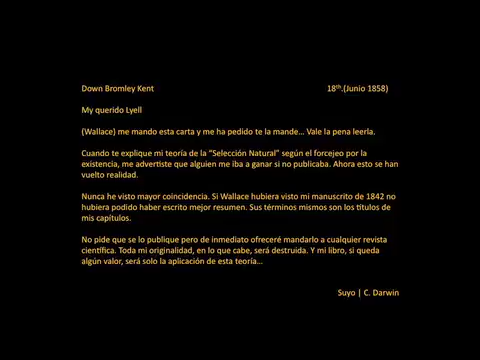 Down Bromley Kent 18th.(Junio 1858)
My querido Lyell
(Wallace) me mando esta carta y me ha pedido te la mande... Vale la pena leerla.
Cuando te explique mi teoría de la "Selección Natural" según el forcejeo por la
existencia, me advertiste que alguien me iba a ganar si no publicaba. Ahora esto se han
vuelto realidad.
Nunca he visto mayor coincidencia. Si Wallace hubiera visto mi manuscrito de 1842 no
hubiera podido haber escrito mejor resumen. Sus términos mismos son los títulos de
mis capítulos.
No pide que se lo publique pero de inmediato ofreceré mandarlo a cualquier revista
científica. Toda mi originalidad, en lo que cabe, será destruida. Y mi libro, si queda
algún valor, será solo la aplicación de esta teoría...
Suyo | C. Darwin